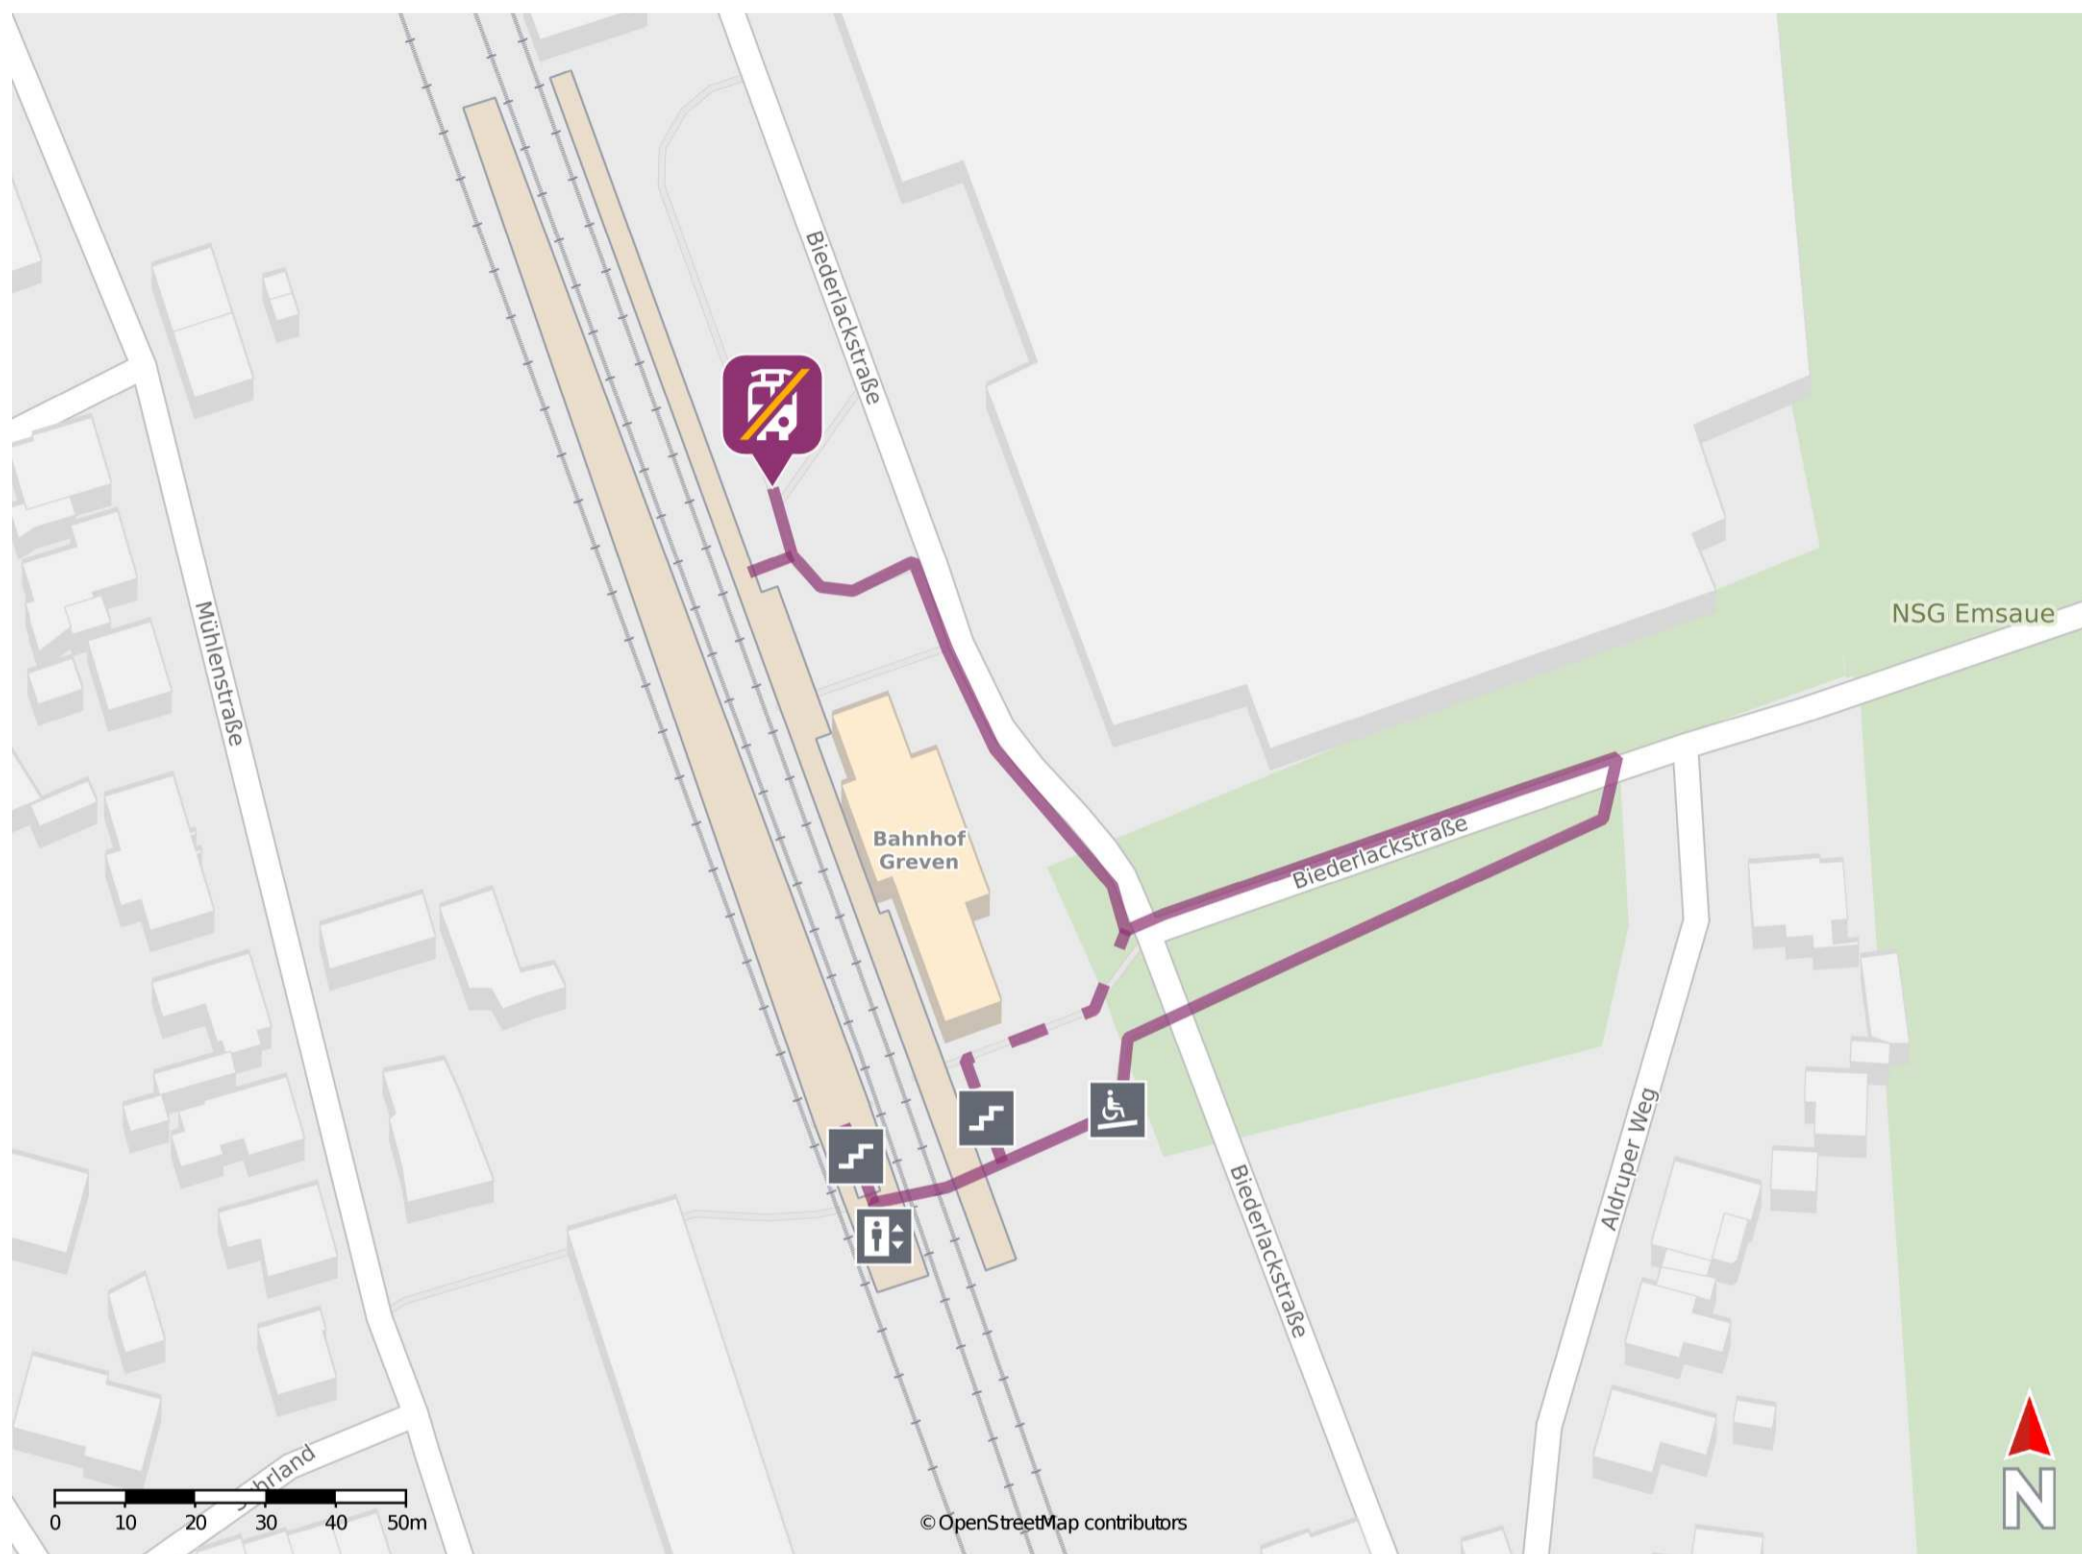 Biederlackstraße
NSG Emsaue
Mühlenstraße
Bahnhof
Greven
Biederlackstraße
Aldruper Weg
Biederlackstraße
0 10 20 30 40 50m
© OpenStreetMap contributors
N